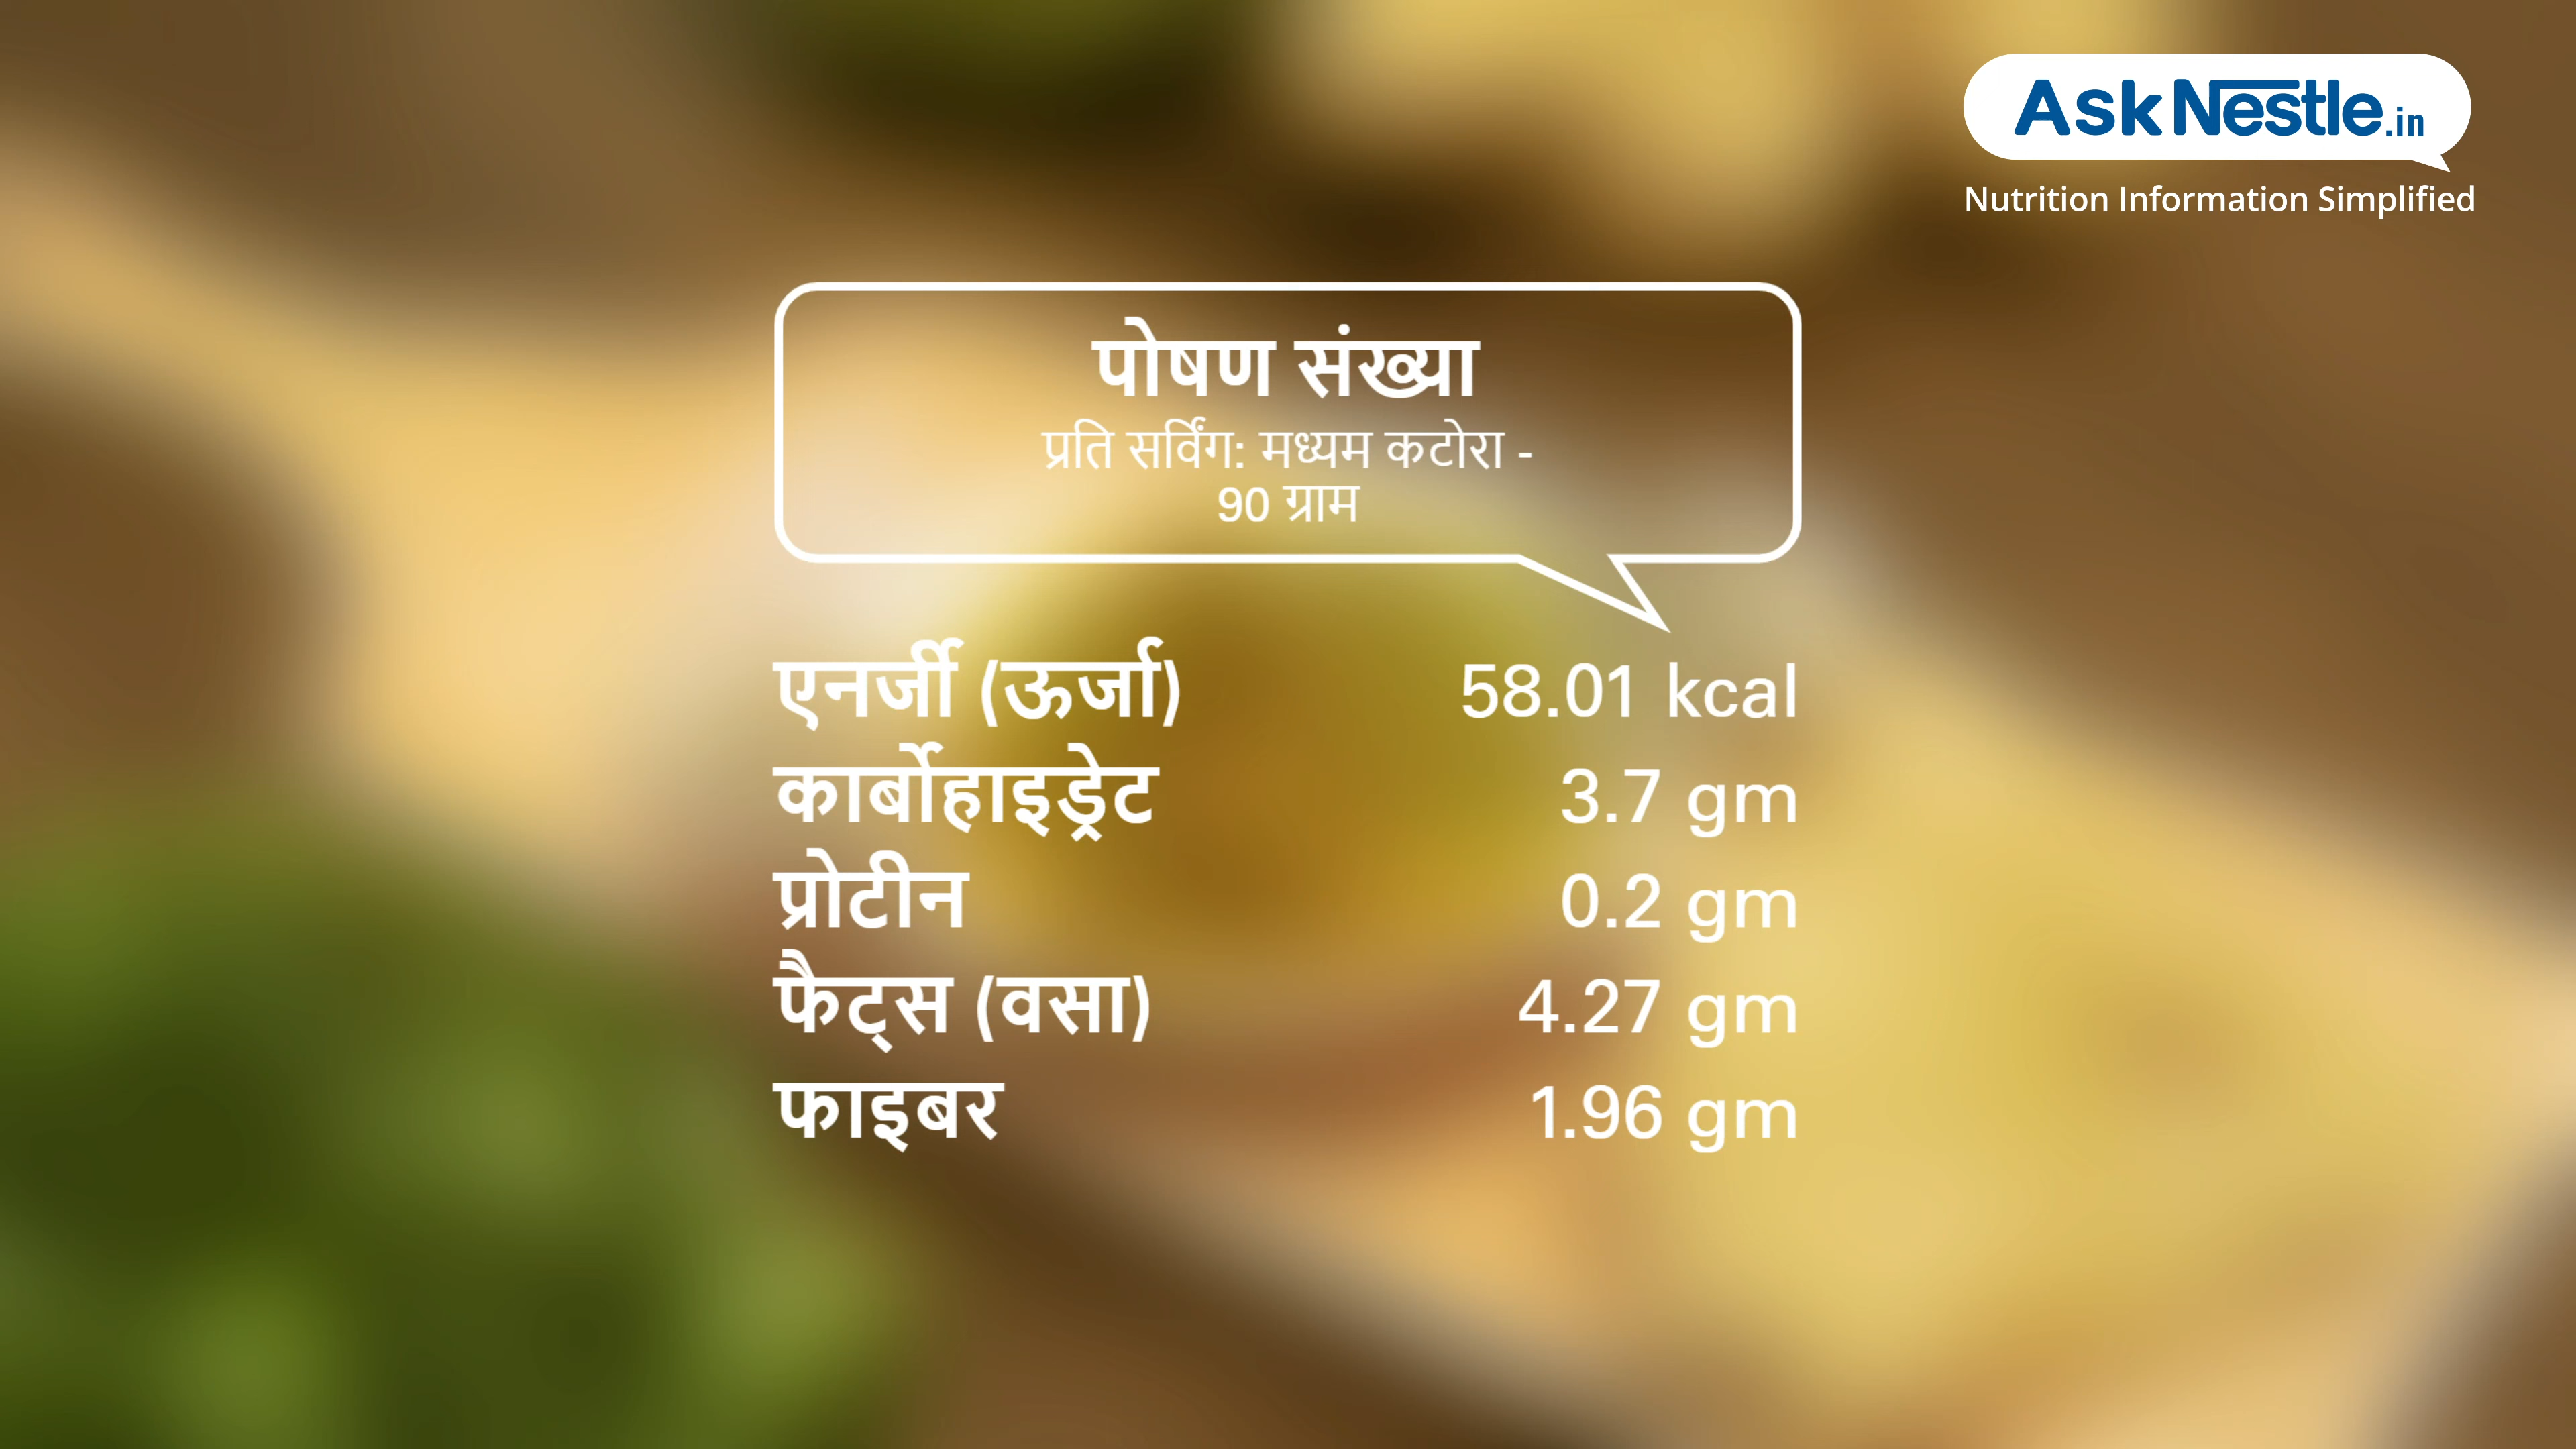 AskNestle.in
Nutrition Information Simplified
पोषण संख्या
प्रति सर्विंग: मध्यम कटोरा -
90 ग्राम
एनर्जी (ऊर्जा) 58.01 kcal
कार्बोहाइड्रेट 3.7 gm
प्रोटीन 0.2 gm
फैट्स (वसा) 4.27 gm
फाइबर 1.96 gm